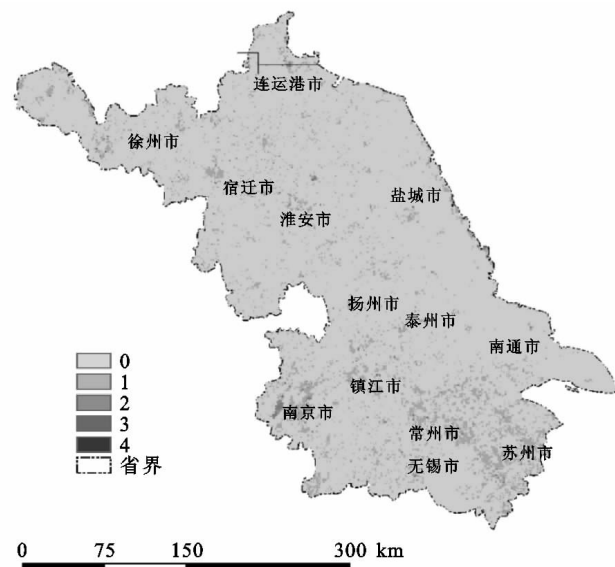 连云港市
徐州市
宿迁市
盐城市
淮安市
扬州市
泰州市
南通市
镇江市
南京市
常州市
苏州市
无锡市
0
1
2
3
4
省界
0 75 150 300 km